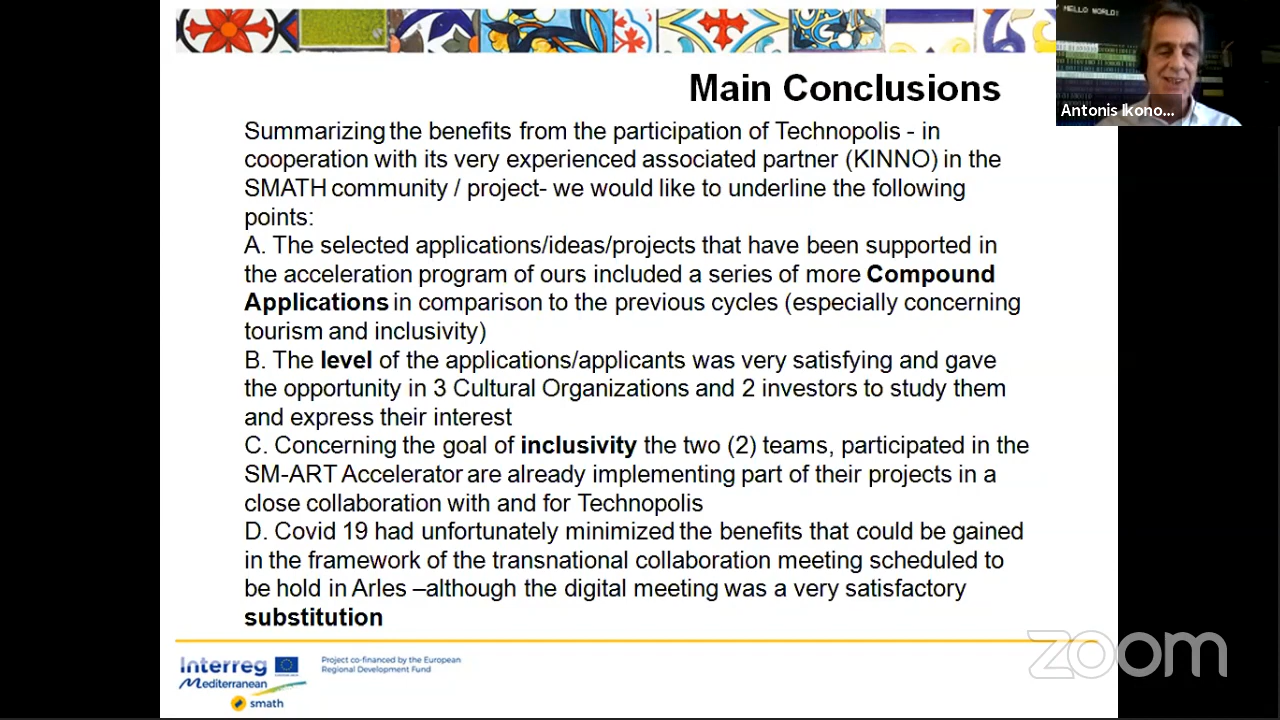 HELLO WORLD!
Antonis Ikono...
Main Conclusions
Summarizing the benefits from the participation of Technopolis - in
cooperation with its very experienced associated partner (KINNO) in the
SMATH community / project- we would like to underline the following
points:
A. The selected applications/ideas/projects that have been supported in
the acceleration program of ours included a series of more Compound
Applications in comparison to the previous cycles (especially concerning
tourism and inclusivity)
B. The level of the applications/applicants was very satisfying and gave
the opportunity in 3 Cultural Organizations and 2 investors to study them
and express their interest
C. Concerning the goal of inclusivity the two (2) teams, participated in the
SM-ART Accelerator are already implementing part of their projects in a
close collaboration with and for Technopolis
D. Covid 19 had unfortunately minimized the benefits that could be gained
in the framework of the transnational collaboration meeting scheduled to
be hold in Arles –although the digital meeting was a very satisfactory
substitution
Interreg
Mediterranean
smath
Project co-financed by the European
Regional Development Fund
zoom